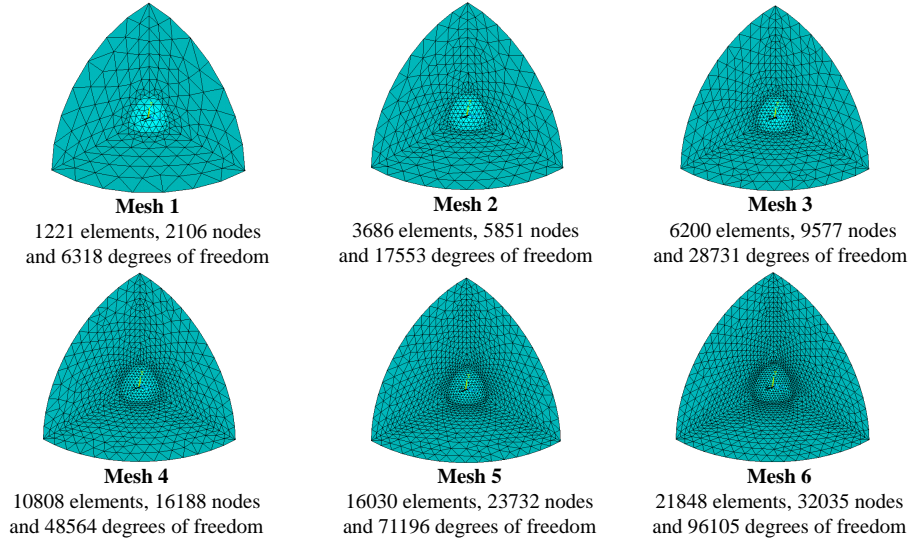 Mesh 1
1221 elements, 2106 nodes
and 6318 degrees of freedom
Mesh 2
3686 elements, 5851 nodes
and 17553 degrees of freedom
Mesh 3
6200 elements, 9577 nodes
and 28731 degrees of freedom
Mesh 4
10808 elements, 16188 nodes
and 48564 degrees of freedom
Mesh 5
16030 elements, 23732 nodes
and 71196 degrees of freedom
Mesh 6
21848 elements, 32035 nodes
and 96105 degrees of freedom